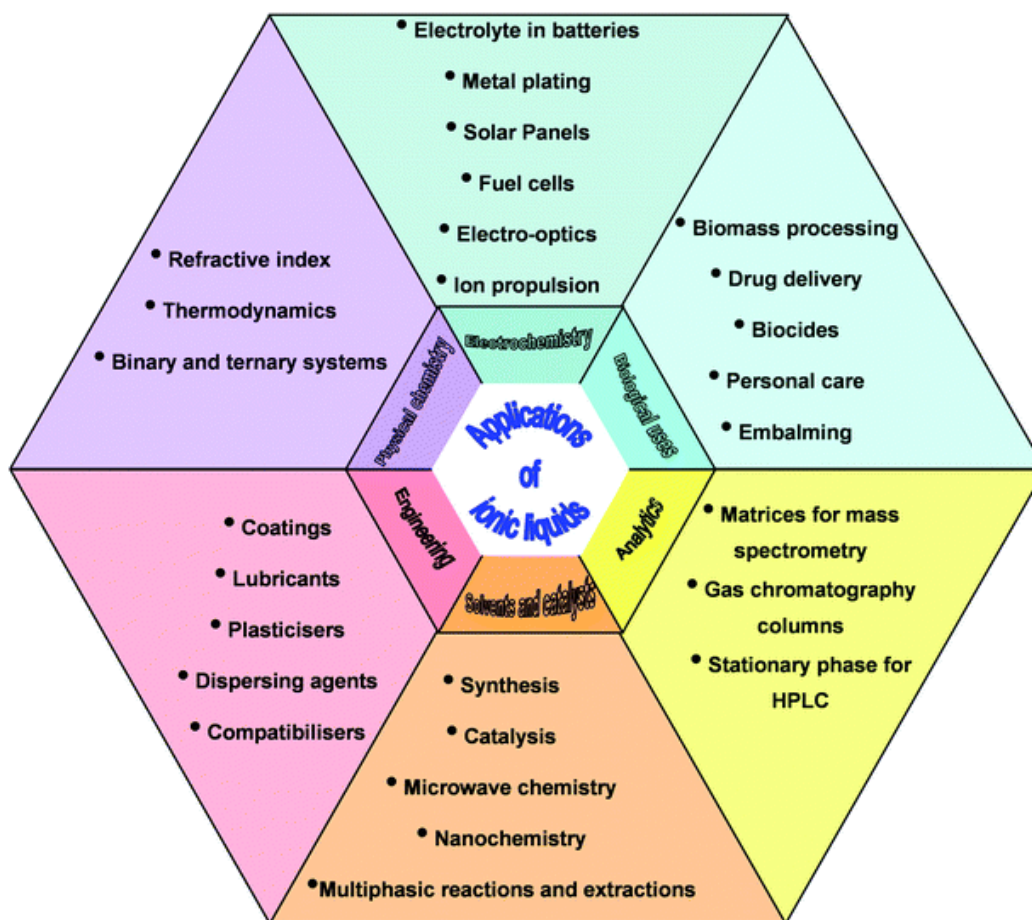 • Electrolyte in batteries
• Metal plating
• Solar Panels
• Fuel cells
• Electro-optics
• Ion propulsion
Electrochemistry
• Biomass processing
• Drug delivery
• Biocides
• Personal care
• Embalming
Biological uses
• Matrices for mass
spectrometry
• Gas chromatography
columns
• Stationary phase for
HPLC
Analytics
• Synthesis
• Catalysis
• Microwave chemistry
• Nanochemistry
• Multiphasic reactions and extractions
Solvents and catalysis
• Coatings
• Lubricants
• Plasticisers
• Dispersing agents
• Compatibilisers
Engineering
• Refractive index
• Thermodynamics
• Binary and ternary systems
Physical chemistry
Applications
of
ionic liquids